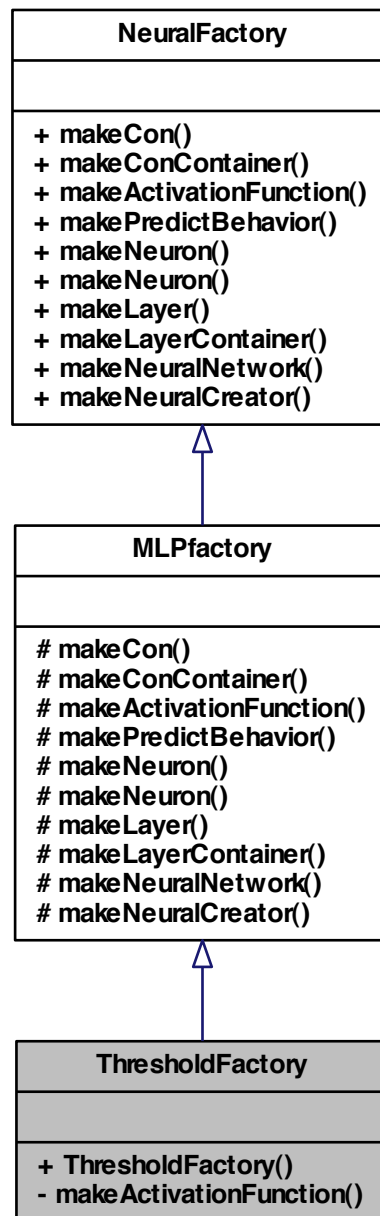 NeuralFactory
+ makeCon()
+ makeConContainer()
+ makeActivationFunction()
+ makePredictBehavior()
+ makeNeuron()
+ makeNeuron()
+ makeLayer()
+ makeLayerContainer()
+ makeNeuralNetwork()
+ makeNeuralCreator()
MLPfactory
# makeCon()
# makeConContainer()
# makeActivationFunction()
# makePredictBehavior()
# makeNeuron()
# makeNeuron()
# makeLayer()
# makeLayerContainer()
# makeNeuralNetwork()
# makeNeuralCreator()
ThresholdFactory
+ ThresholdFactory()
- makeActivationFunction()